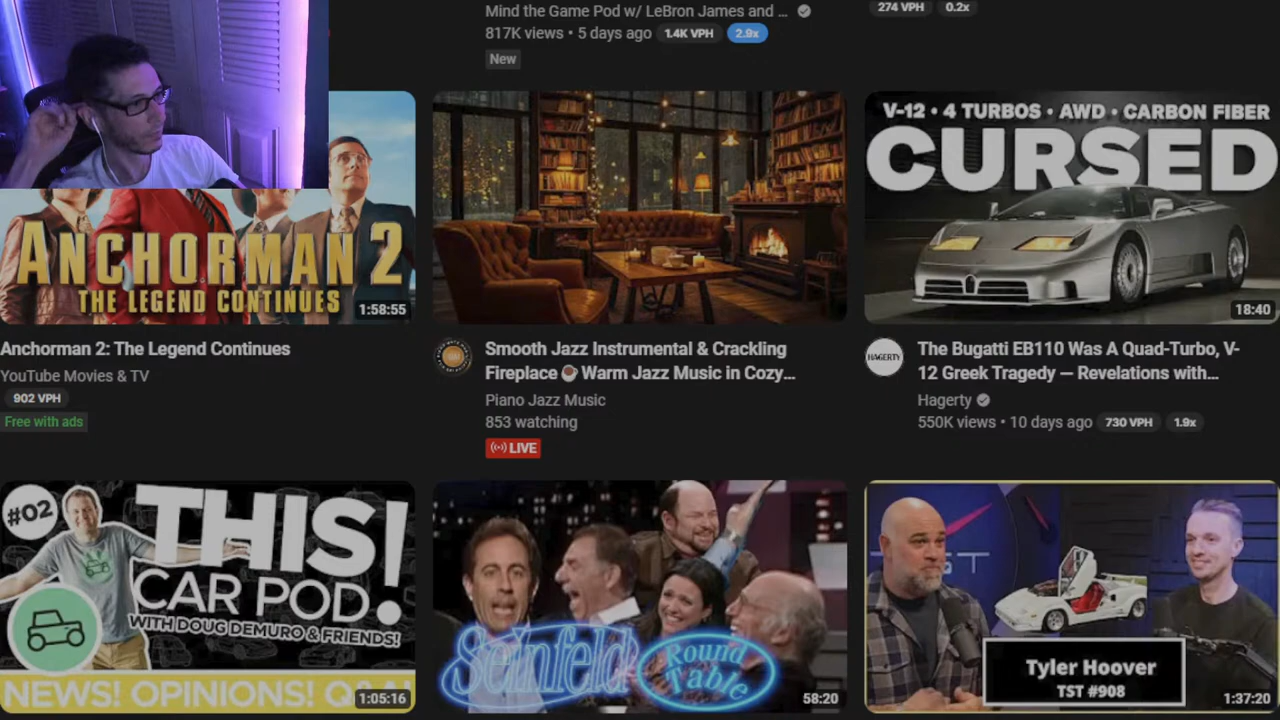 Mind the Game Pod w/ LeBron James and ...
817K views • 5 days ago 1.4K VPH 2.9x
New
274 VPH 0.2x
ANCHORMAN 2
THE LEGEND CONTINUES
1:58:55
Anchorman 2: The Legend Continues
YouTube Movies & TV
902 VPH
Free with ads
Smooth Jazz Instrumental & Crackling
Fireplace ☕ Warm Jazz Music in Cozy...
Piano Jazz Music
853 watching
LIVE
V-12 • 4 TURBOS • AWD • CARBON FIBER
CURSED
18:40
HAGERTY
The Bugatti EB110 Was A Quad-Turbo, V-
12 Greek Tragedy — Revelations with...
Hagerty
550K views • 10 days ago 730 VPH 1.9x
#02
THIS!
CAR POD!
WITH DOUG DEMURO & FRIENDS!
NEWS! OPINIONS!
1:05:16
Seinfeld
Round
Table
58:20
Tyler Hoover
TST #908
1:37:20